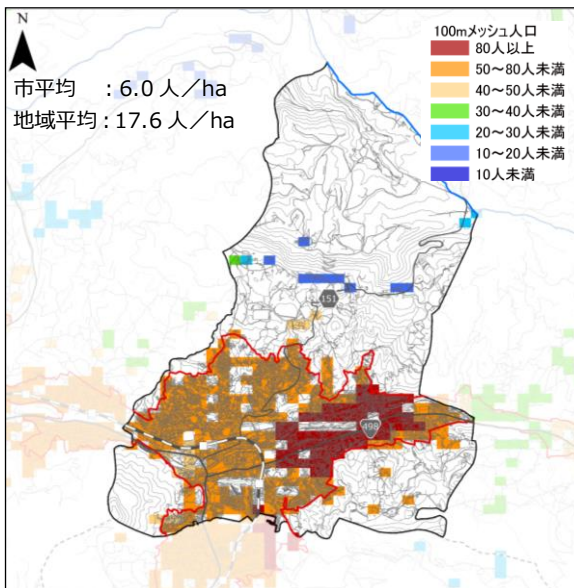 N
市平均　：6.0 人／ha
地域平均：17.6 人／ha
100mメッシュ人口
80人以上
50～80人未満
40～50人未満
30～40人未満
20～30人未満
10～20人未満
10人未満
151
498